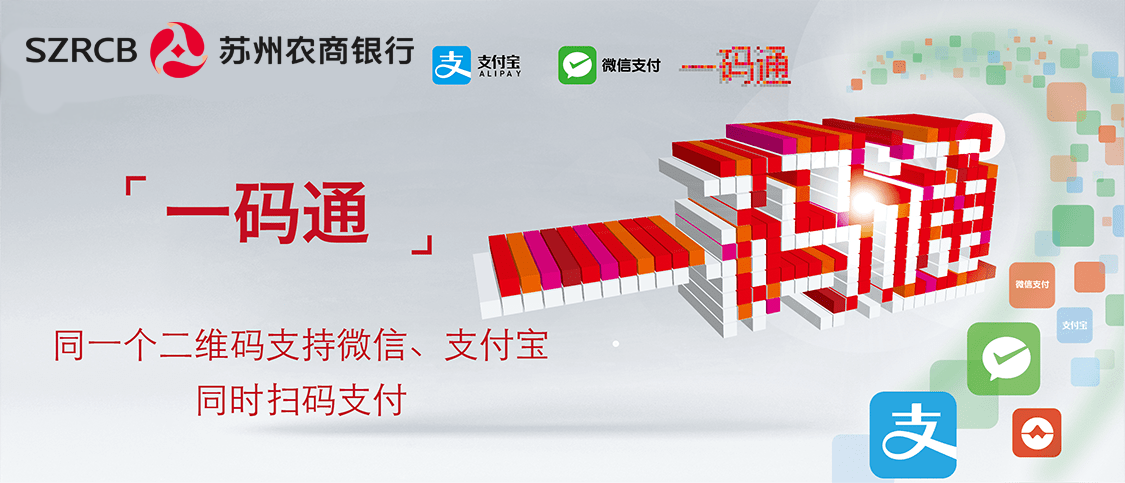 SZRCB 苏州农商银行
支付宝
ALIPAY
微信支付
一码通
「一码通」
一码通
同一个二维码支持微信、支付宝
同时扫码支付
微信支付
支付宝
支